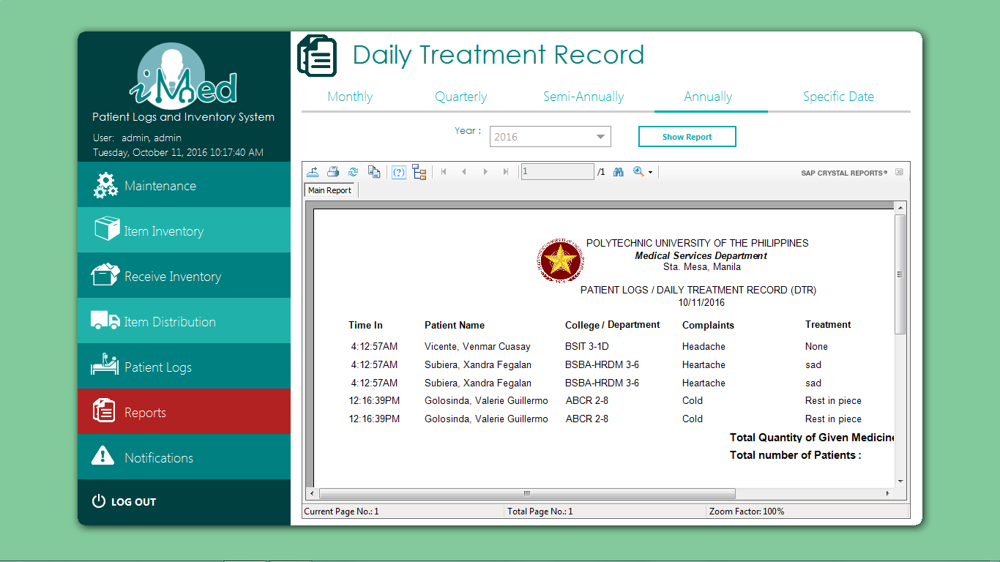 iMed
Patient Logs and Inventory System
User: admin, admin
Tuesday, October 11, 2016 10:17:40 AM
Maintenance
Item Inventory
Receive Inventory
Item Distribution
Patient Logs
Reports
Notifications
LOG OUT
Daily Treatment Record
Monthly Quarterly Semi-Annually Annually Specific Date
Year : 2016 Show Report
1 /1 SAP CRYSTAL REPORTS®
Main Report
POLYTECHNIC UNIVERSITY OF THE PHILIPPINES
Medical Services Department
Sta. Mesa, Manila
1904
PATIENT LOGS / DAILY TREATMENT RECORD (DTR)
10/11/2016
Time In Patient Name College / Department Complaints Treatment
4:12:57AM Vicente, Venmar Cuasay BSIT 3-1D Headache None
4:12:57AM Subiera, Xandra Fegalan BSBA-HRDM 3-6 Heartache sad
4:12:57AM Subiera, Xandra Fegalan BSBA-HRDM 3-6 Heartache sad
12:16:39PM Golosinda, Valerie Guillermo ABCR 2-8 Cold Rest in piece
12:16:39PM Golosinda, Valerie Guillermo ABCR 2-8 Cold Rest in piece
Total Quantity of Given Medicine
Total number of Patients :
Current Page No.: 1 Total Page No.: 1 Zoom Factor: 100%